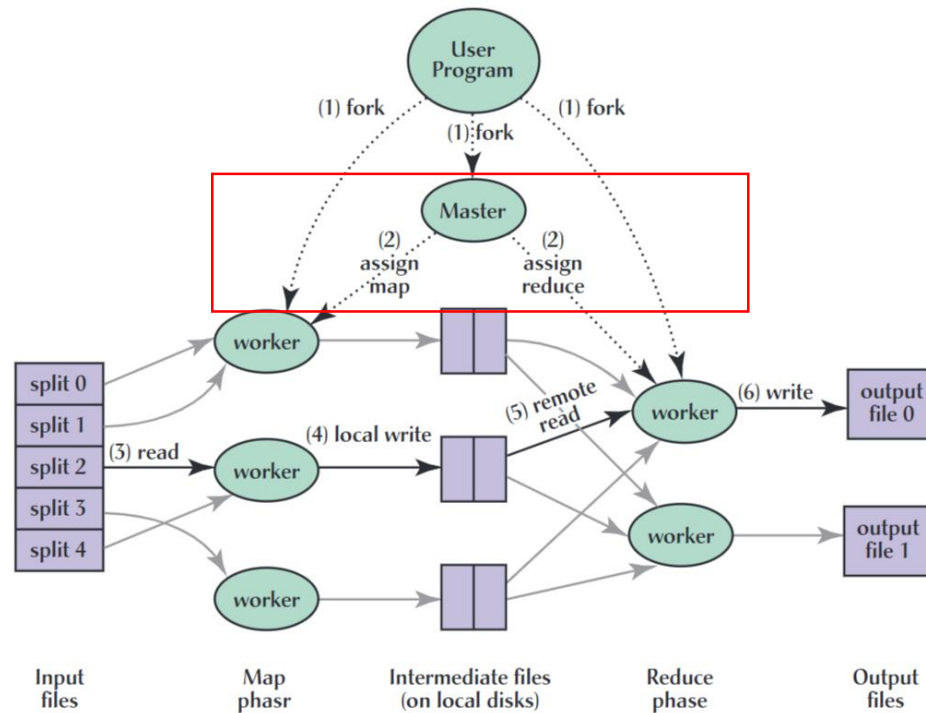 User
Program
(1) fork
(1) fork
(1) fork
Master
(2)
assign
map
(2)
assign
reduce
worker
split 0
split 1
split 2
split 3
split 4
(3) read
worker
(4) local write
(5) remote
read
worker
(6) write
output
file 0
worker
worker
output
file 1
Input
files
Map
phasr
Intermediate files
(on local disks)
Reduce
phase
Output
files